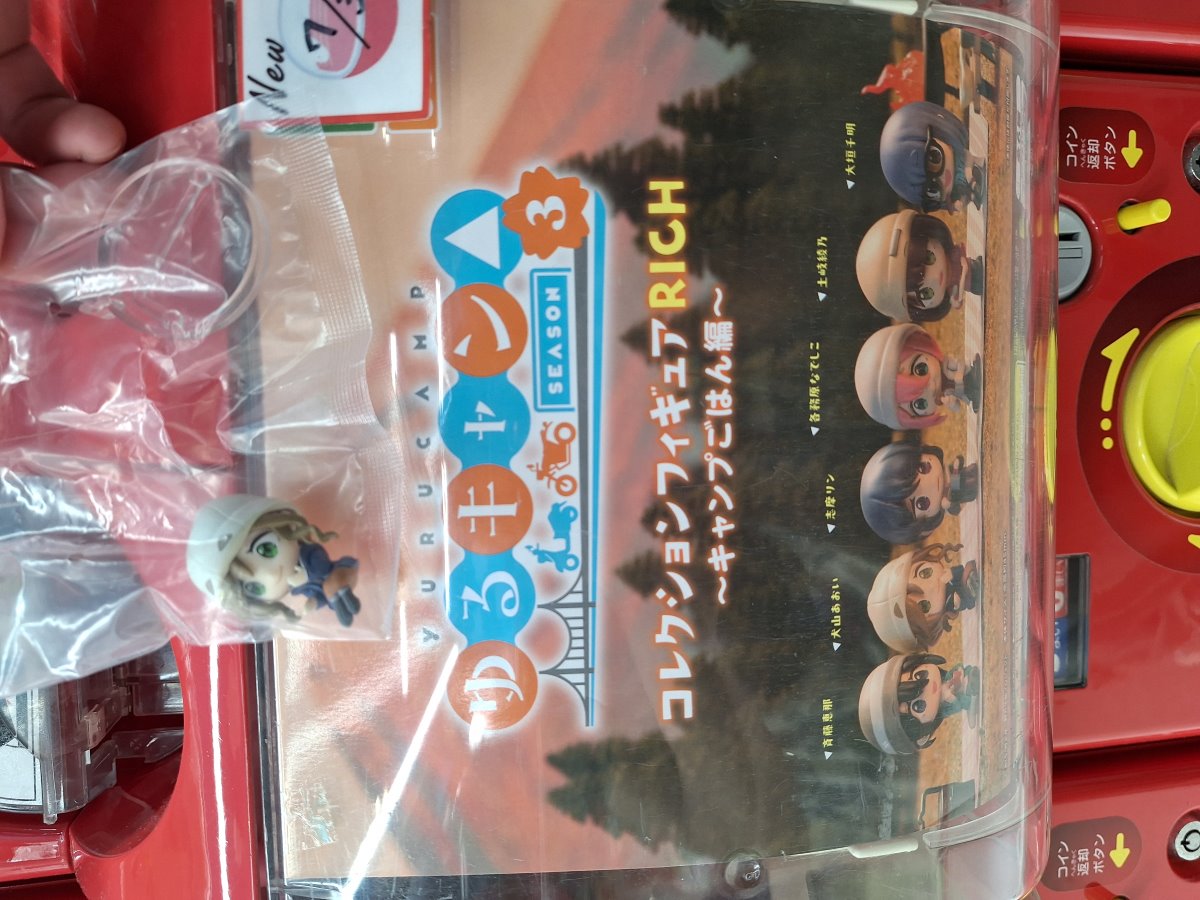 New
7/3
YURUCAMP
ゆるキャン△
SEASON 3
コレクションフィギュアRICH
～キャンプごはん編～
斉藤恵那
犬山あおい
志摩リン
各務原なでしこ
土岐綾乃
大垣千明
コイン
へんきゃく
返却
ボタン
コイン
へんきゃく
返却
ボタン